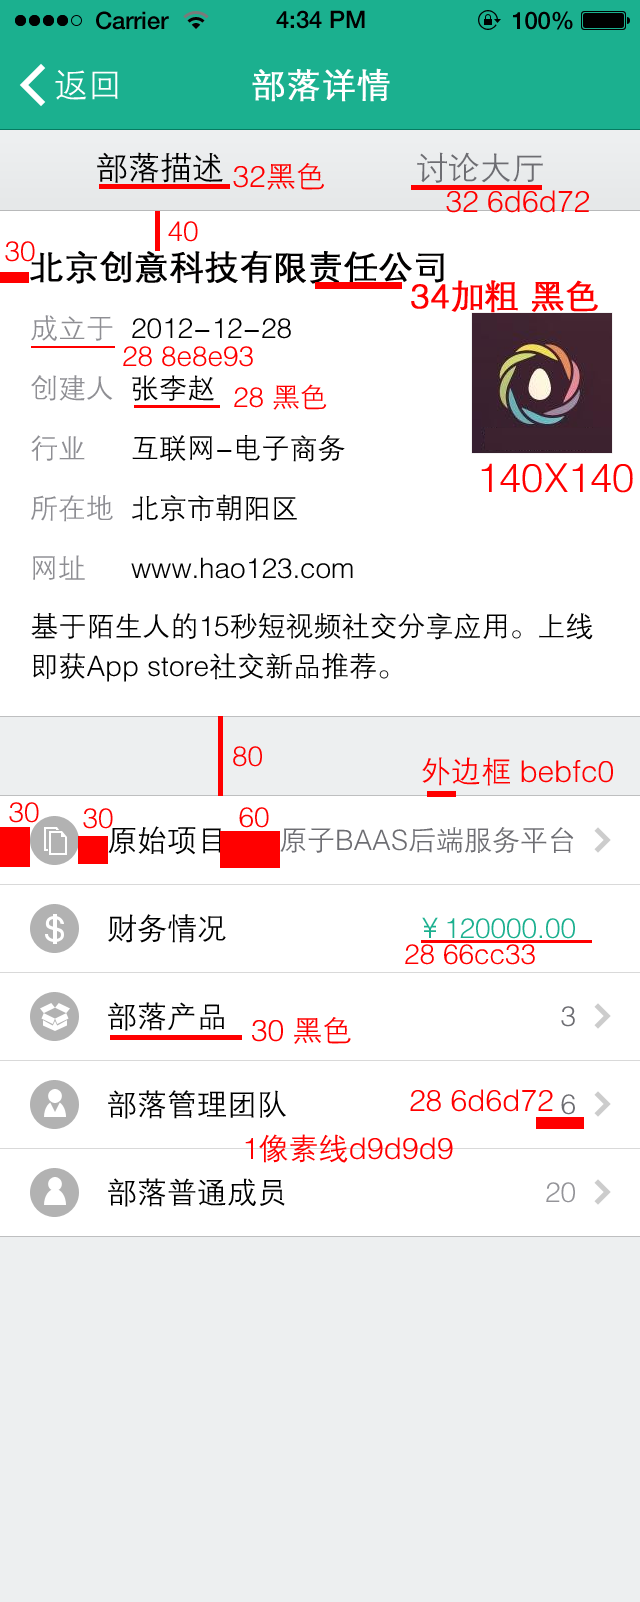 Carrier 4:34 PM 100%
返回 部落详情
部落描述 32黑色 讨论大厅
32 6d6d72
40
30
北京创意科技有限责任公司
34加粗 黑色
成立于 2012-12-28
28 8e8e93
创建人 张李赵 28 黑色
行业 互联网-电子商务
140X140
所在地 北京市朝阳区
网址 www.hao123.com
基于陌生人的15秒短视频社交分享应用。上线
即获App store社交新品推荐。
80
外边框 bebfc0
30 30 60
原始项目 原子BAAS后端服务平台
财务情况 ¥ 120000.00
28 66cc33
部落产品 30 黑色 3
部落管理团队 28 6d6d72 6
1像素线d9d9d9
部落普通成员 20